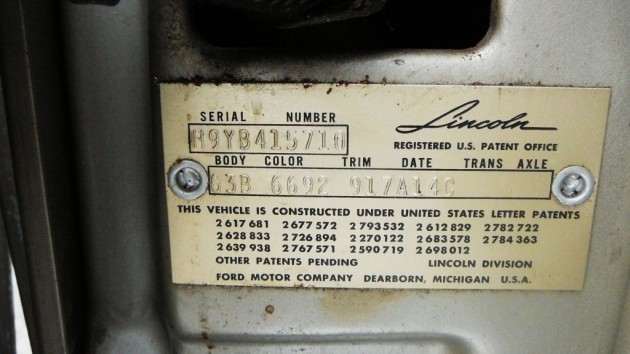 SERIAL NUMBER
Lincoln
H9YB415710
REGISTERED U.S. PATENT OFFICE
BODY COLOR TRIM DATE TRANS AXLE
63B 6692 917A14C
THIS VEHICLE IS CONSTRUCTED UNDER UNITED STATES LETTER PATENTS
2 617 681 2 677 572 2 793 532 2 612 829 2 782 722
2 628 833 2 726 894 2 270 122 2 683 578 2 784 363
2 639 938 2 767 571 2 590 719 2 698 012
OTHER PATENTS PENDING LINCOLN DIVISION
FORD MOTOR COMPANY DEARBORN, MICHIGAN U.S.A.